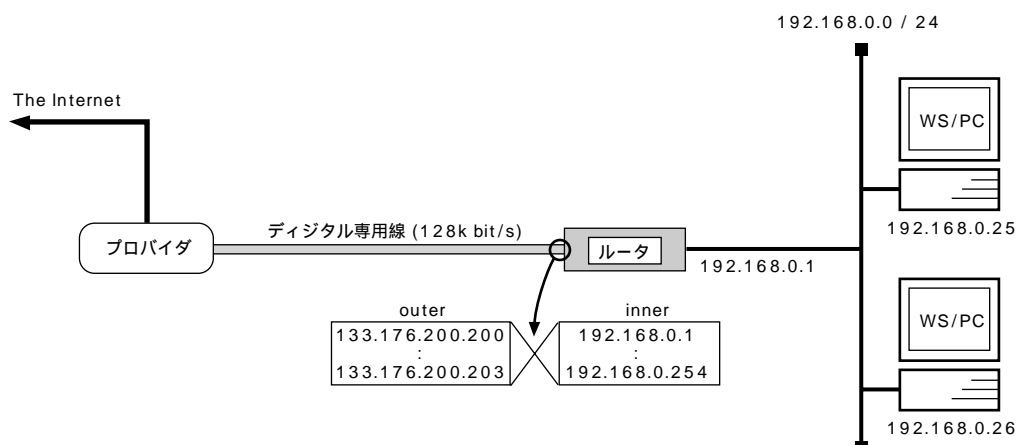 192.168.0.0 / 24
The Internet
WS/PC
192.168.0.25
プロバイダ
ディジタル専用線 (128k bit/s)
ルータ
192.168.0.1
outer
inner
133.176.200.200
:
133.176.200.203
192.168.0.1
:
192.168.0.254
WS/PC
192.168.0.26